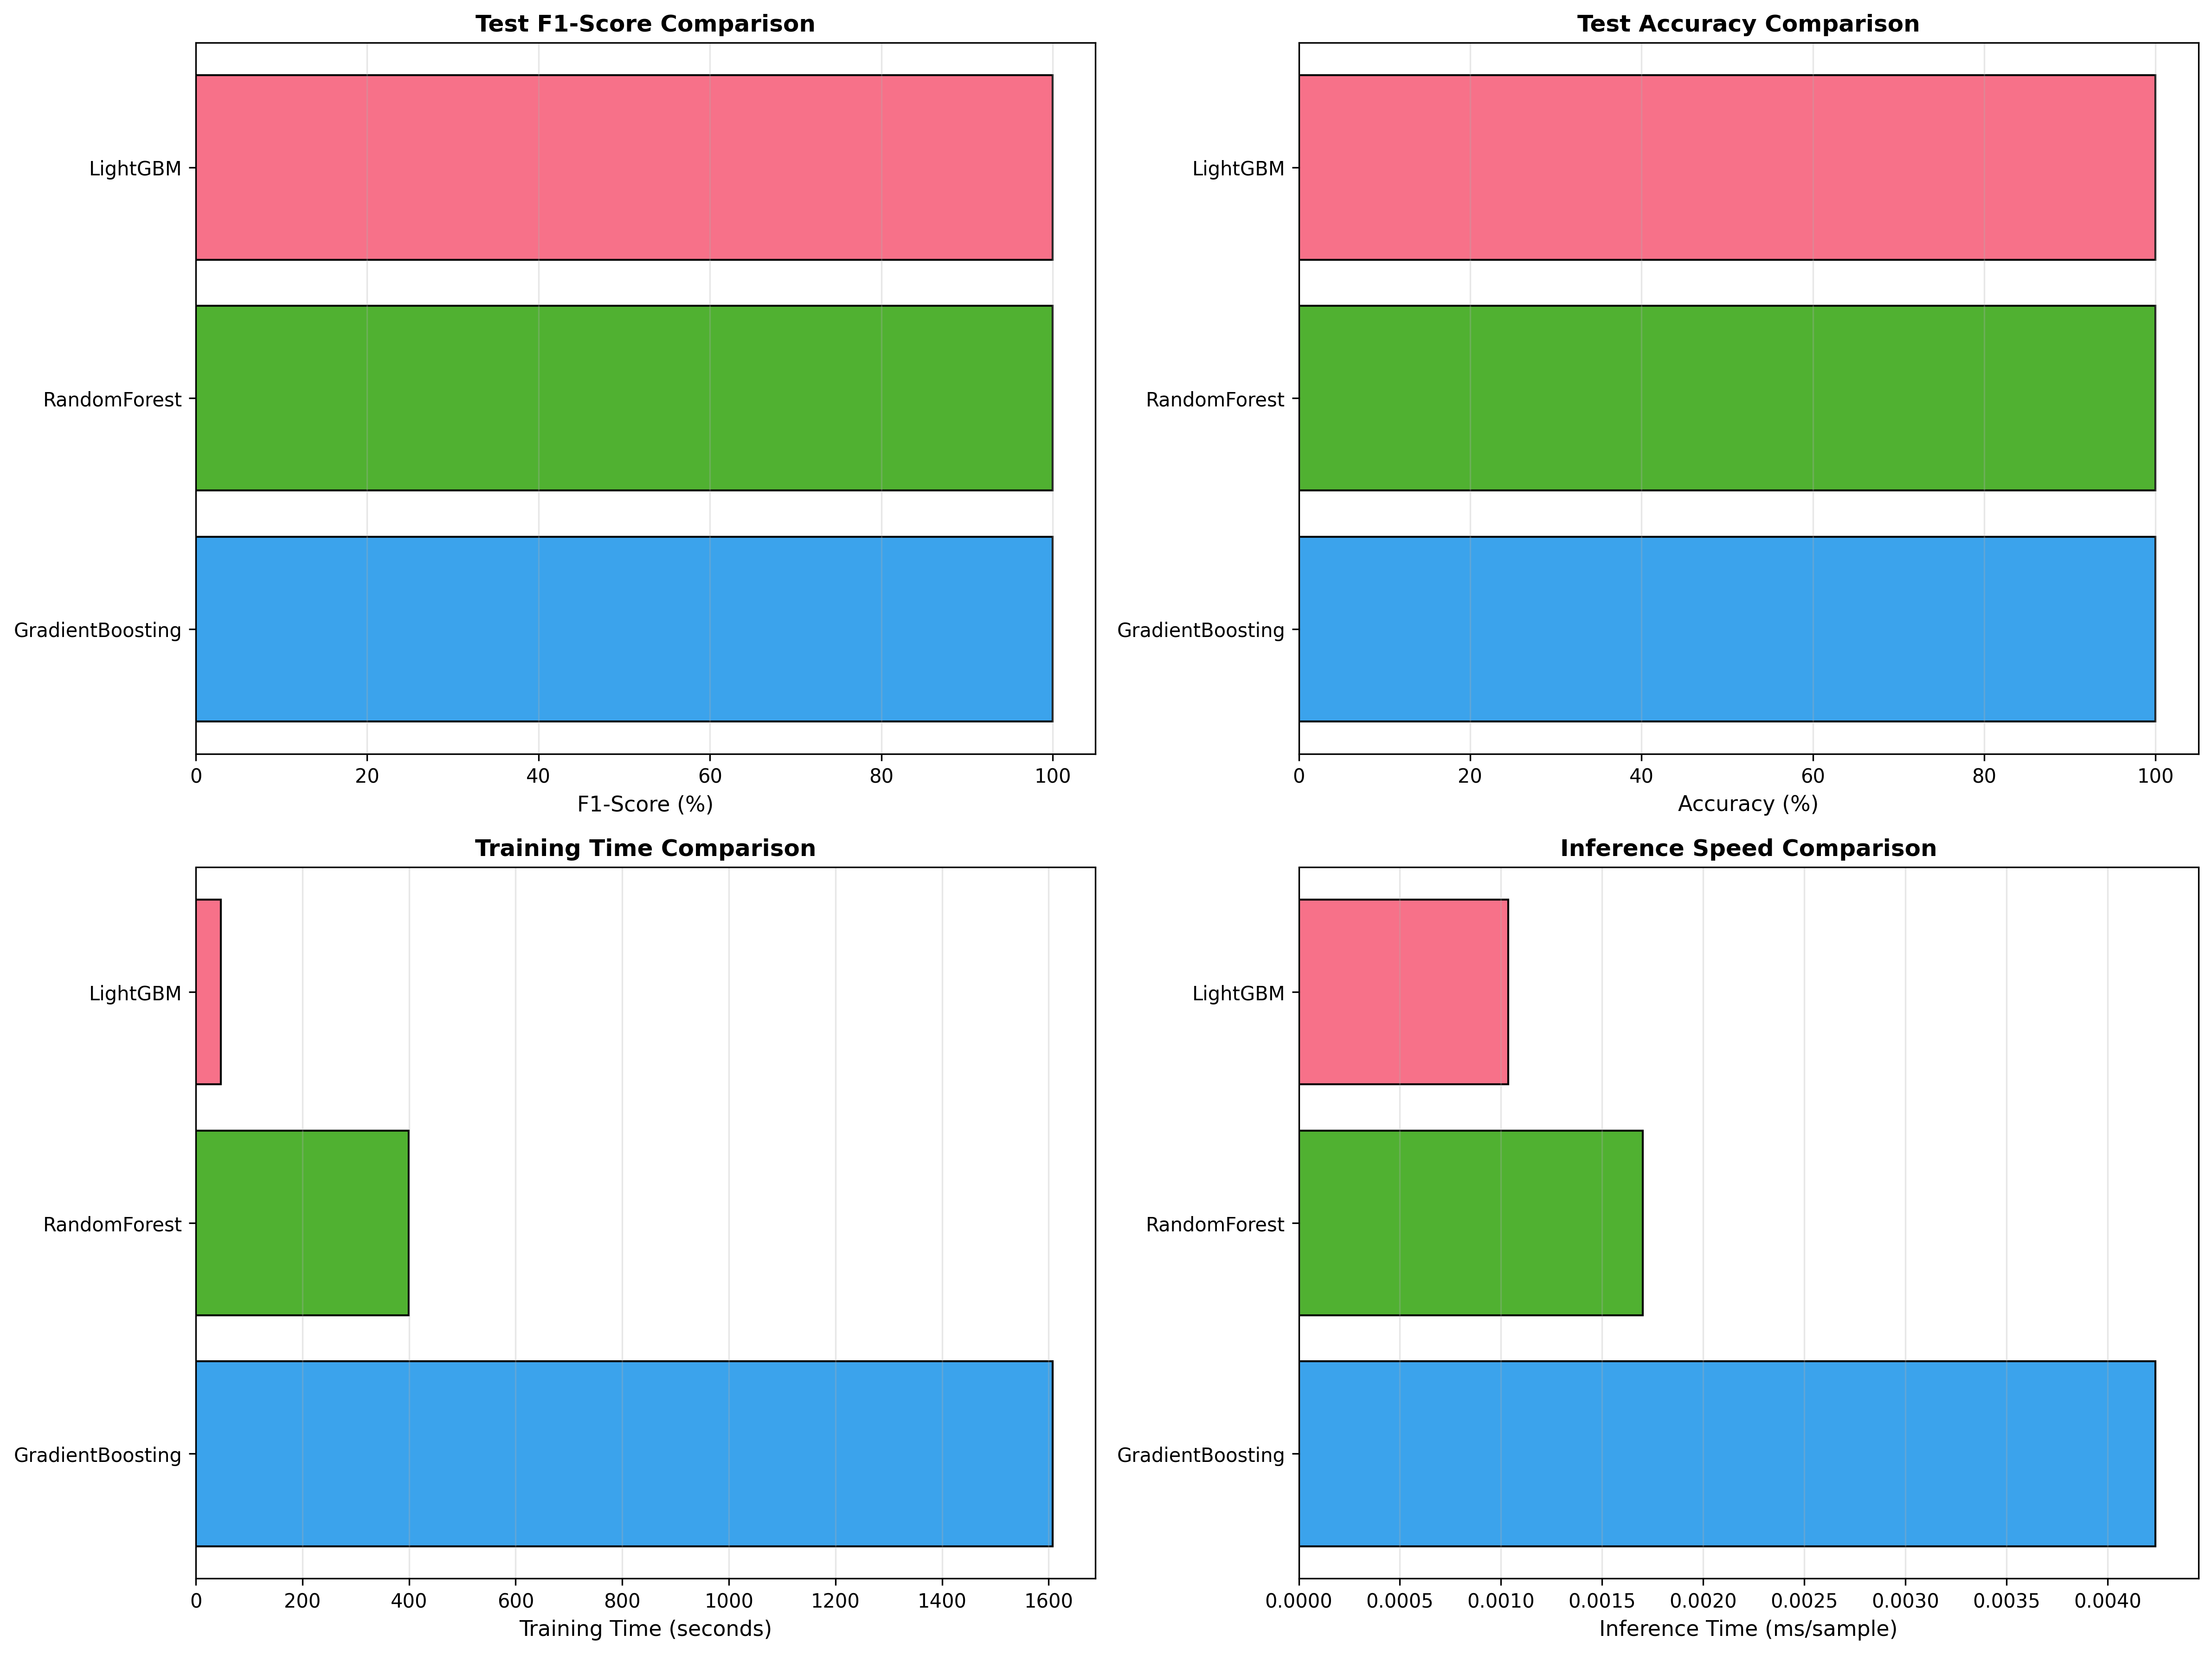 Test F1-Score Comparison
LightGBM
RandomForest
GradientBoosting
0 20 40 60 80 100
F1-Score (%)
Test Accuracy Comparison
LightGBM
RandomForest
GradientBoosting
0 20 40 60 80 100
Accuracy (%)
Training Time Comparison
LightGBM
RandomForest
GradientBoosting
0 200 400 600 800 1000 1200 1400 1600
Training Time (seconds)
Inference Speed Comparison
LightGBM
RandomForest
GradientBoosting
0.0000 0.0005 0.0010 0.0015 0.0020 0.0025 0.0030 0.0035 0.0040
Inference Time (ms/sample)